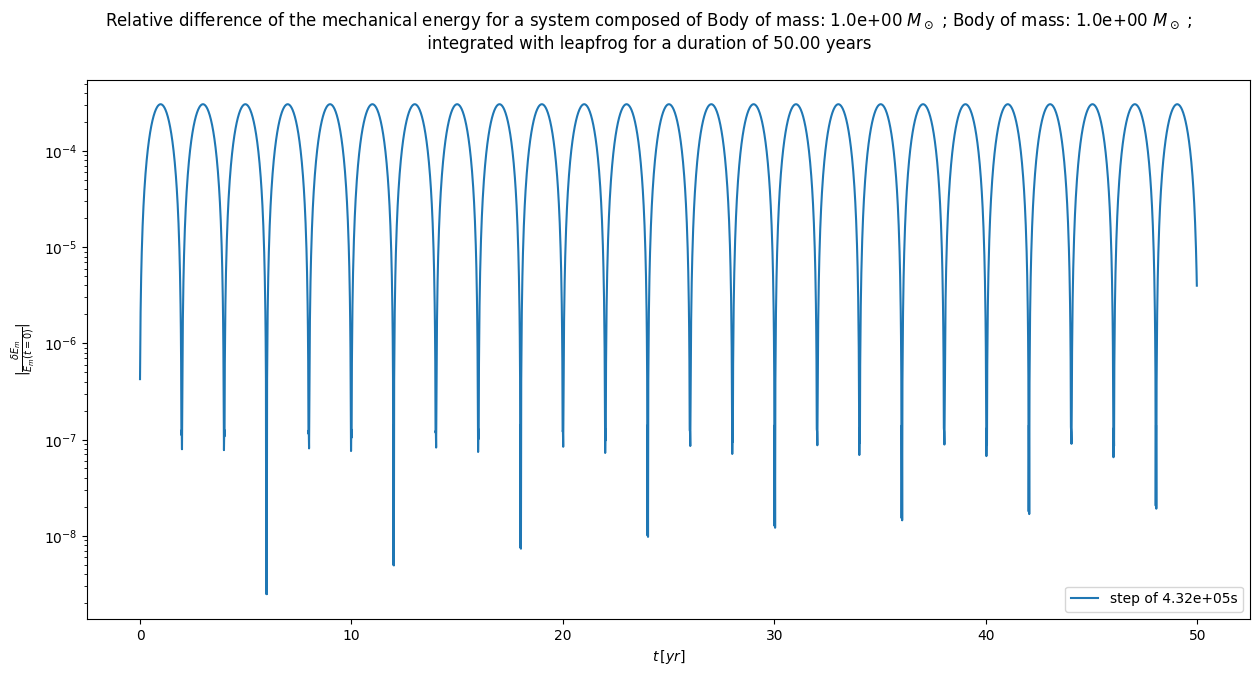 Relative difference of the mechanical energy for a system composed of Body of mass: 1.0e+00 M⊙ ; Body of mass: 1.0e+00 M⊙ ;
integrated with leapfrog for a duration of 50.00 years
|δE_m/E_m(t=0)|
10⁻⁴
10⁻⁵
10⁻⁶
10⁻⁷
10⁻⁸
step of 4.32e+05s
0 10 20 30 40 50
t [yr]